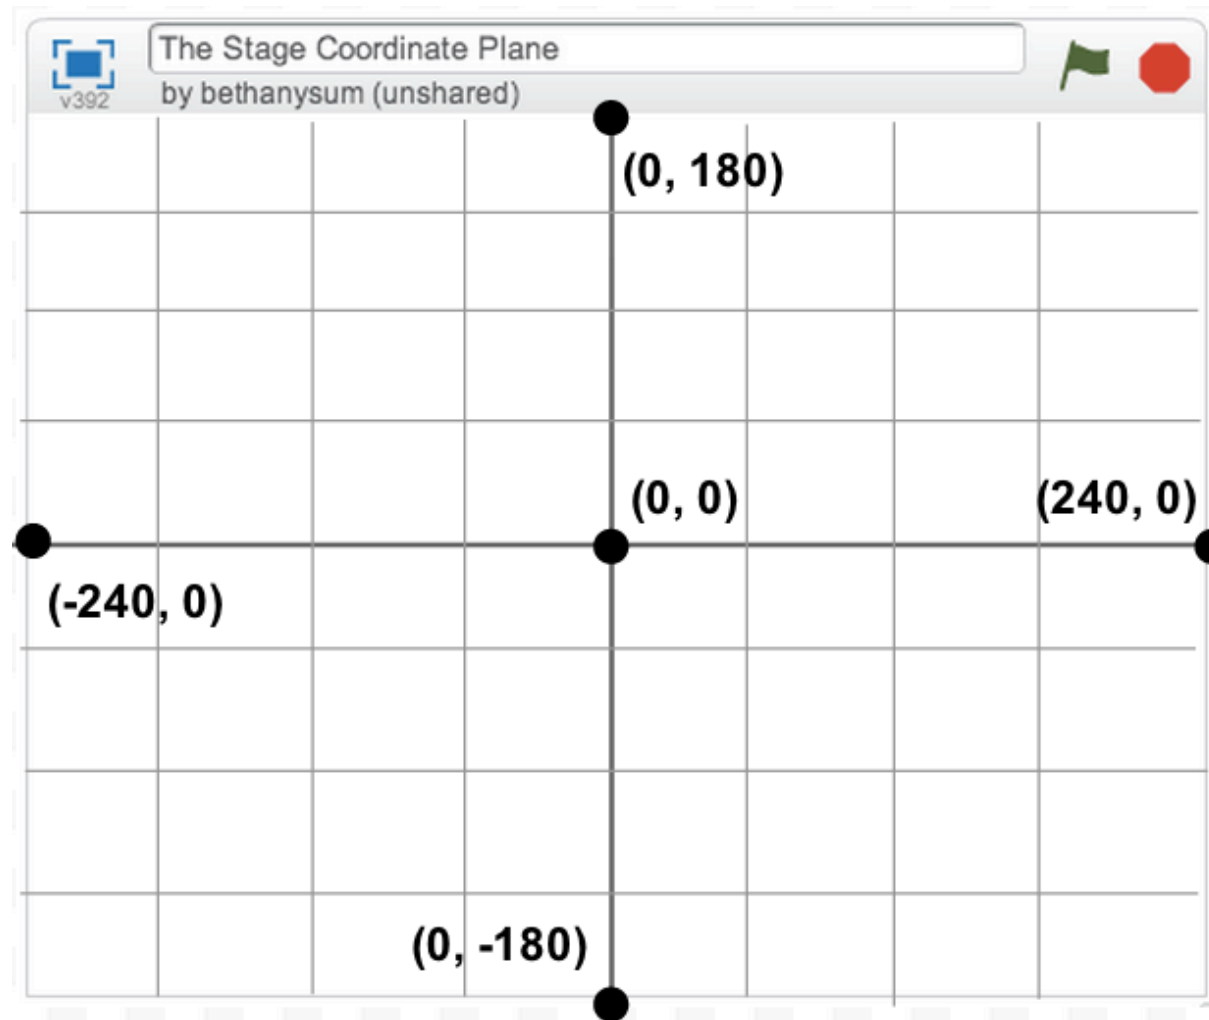 The Stage Coordinate Plane
v392
by bethanysum (unshared)
(0, 180)
(0, 0)
(240, 0)
(-240, 0)
(0, -180)